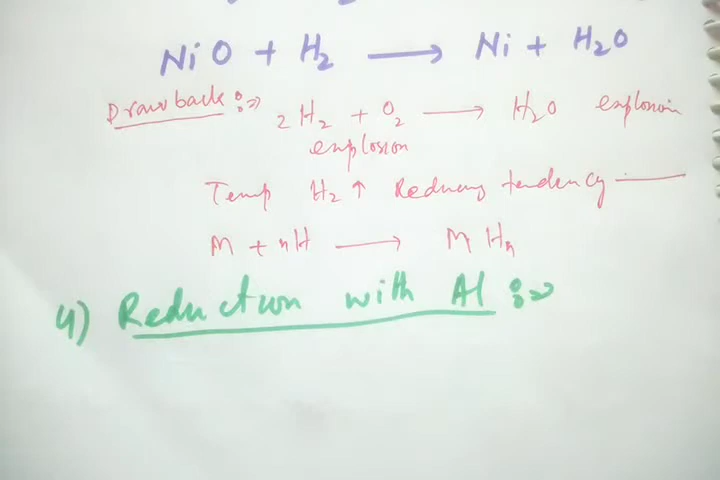 NiO + H₂ ⟶ Ni + H₂O
Drawback :⇒ 2H₂ + O₂ ⟶ H₂O explosion
explosion
Temp H₂ ↑ Reducing tendency —
M + nH ⟶ MHn
4) Reduction with Al :⇒